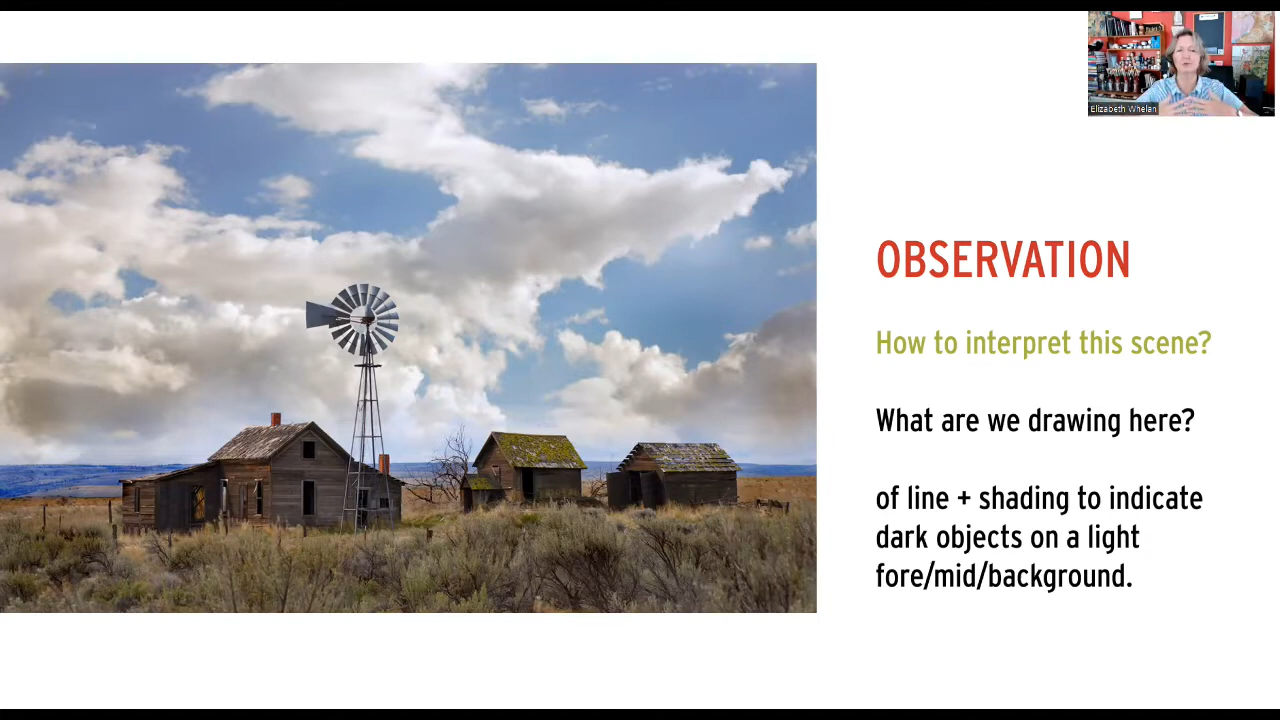 Elizabeth Whelan
OBSERVATION
How to interpret this scene?
What are we drawing here?
of line + shading to indicate
dark objects on a light
fore/mid/background.